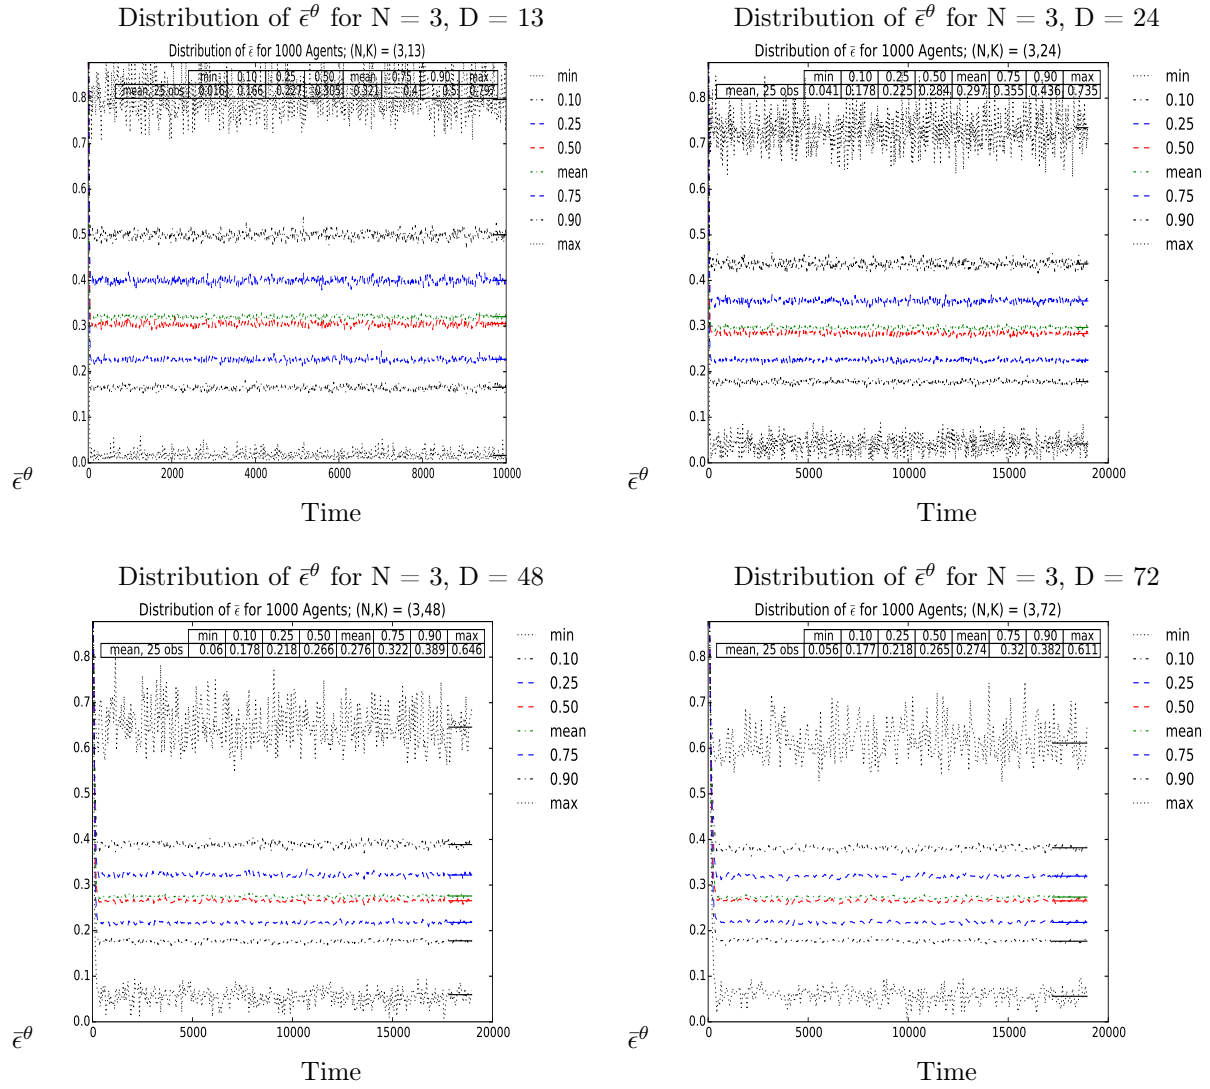 Distribution of ϵ̄^θ for N = 3, D = 13
Distribution of ϵ̄ for 1000 Agents; (N,K) = (3,13)
min 0.10 0.25 0.50 mean 0.75 0.90 max
mean, 25 obs 0.016 0.166 0.227 0.305 0.321 0.4 0.5 0.797
0.8
0.7
0.6
0.5
0.4
0.3
0.2
0.1
0.0
0 2000 4000 6000 8000 10000
min
0.10
0.25
0.50
mean
0.75
0.90
max
ϵ̄^θ
Time
Distribution of ϵ̄^θ for N = 3, D = 24
Distribution of ϵ̄ for 1000 Agents; (N,K) = (3,24)
min 0.10 0.25 0.50 mean 0.75 0.90 max
mean, 25 obs 0.041 0.178 0.225 0.284 0.297 0.355 0.436 0.735
0.8
0.7
0.6
0.5
0.4
0.3
0.2
0.1
0.0
0 5000 10000 15000 20000
min
0.10
0.25
0.50
mean
0.75
0.90
max
ϵ̄^θ
Time
Distribution of ϵ̄^θ for N = 3, D = 48
Distribution of ϵ̄ for 1000 Agents; (N,K) = (3,48)
min 0.10 0.25 0.50 mean 0.75 0.90 max
mean, 25 obs 0.06 0.178 0.218 0.266 0.276 0.322 0.389 0.646
0.8
0.7
0.6
0.5
0.4
0.3
0.2
0.1
0.0
0 5000 10000 15000 20000
min
0.10
0.25
0.50
mean
0.75
0.90
max
ϵ̄^θ
Time
Distribution of ϵ̄^θ for N = 3, D = 72
Distribution of ϵ̄ for 1000 Agents; (N,K) = (3,72)
min 0.10 0.25 0.50 mean 0.75 0.90 max
mean, 25 obs 0.056 0.177 0.218 0.265 0.274 0.32 0.382 0.611
0.8
0.7
0.6
0.5
0.4
0.3
0.2
0.1
0.0
0 5000 10000 15000 20000
min
0.10
0.25
0.50
mean
0.75
0.90
max
ϵ̄^θ
Time